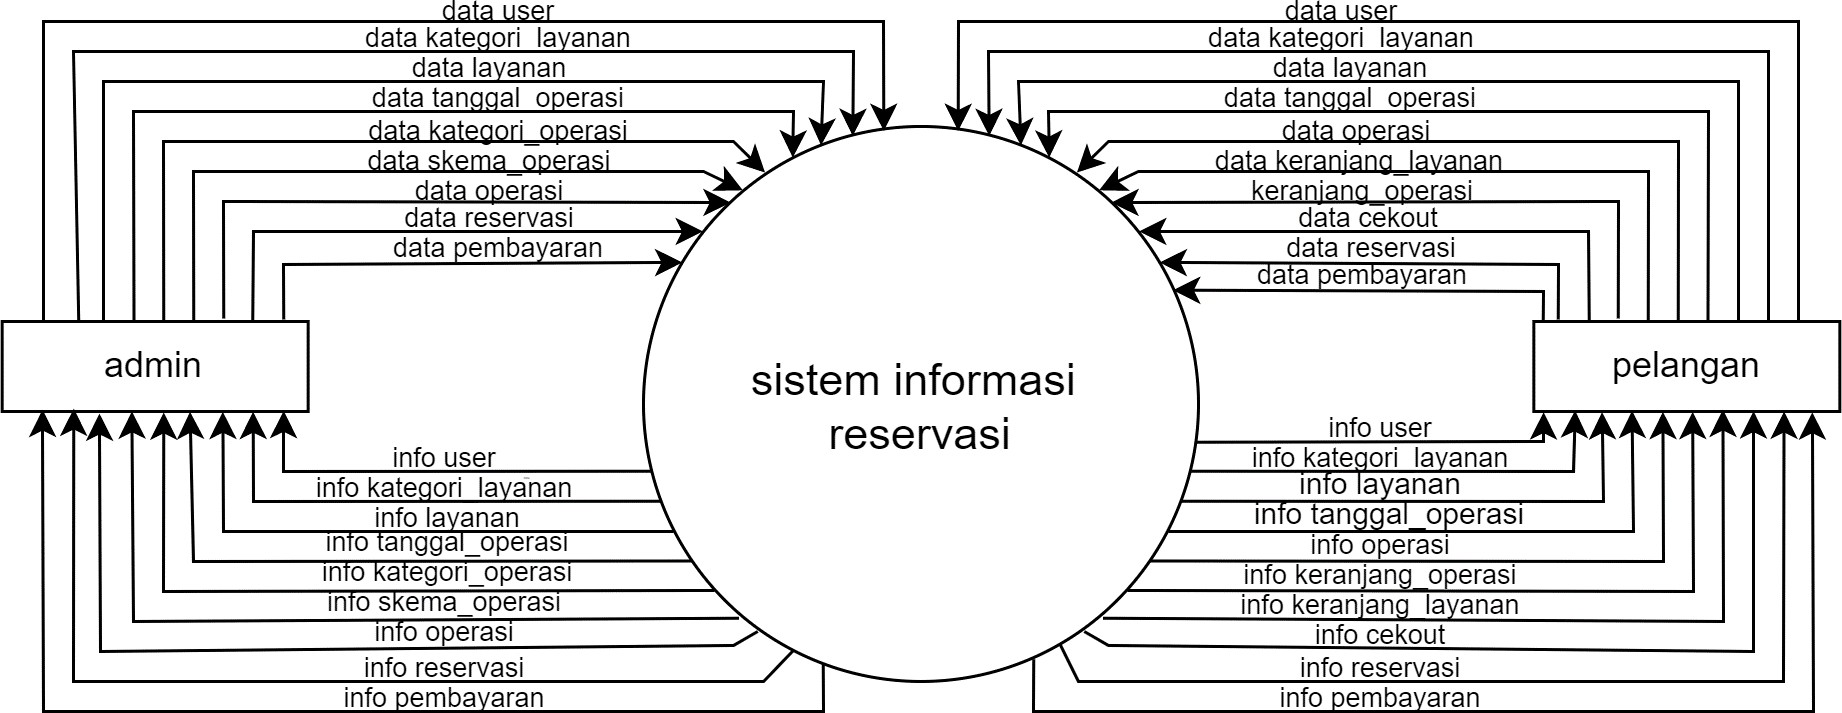 data user
data kategori_layanan
data layanan
data tanggal_operasi
data kategori_operasi
data skema_operasi
data operasi
data reservasi
data pembayaran
data user
data kategori_layanan
data layanan
data tanggal_operasi
data operasi
data keranjang_layanan
keranjang_operasi
data cekout
data reservasi
data pembayaran
admin
sistem informasi
reservasi
pelangan
info user
info kategori_layanan
info layanan
info tanggal_operasi
info kategori_operasi
info skema_operasi
info operasi
info reservasi
info pembayaran
info user
info kategori_layanan
info layanan
info tanggal_operasi
info operasi
info keranjang_operasi
info keranjang_layanan
info cekout
info reservasi
info pembayaran